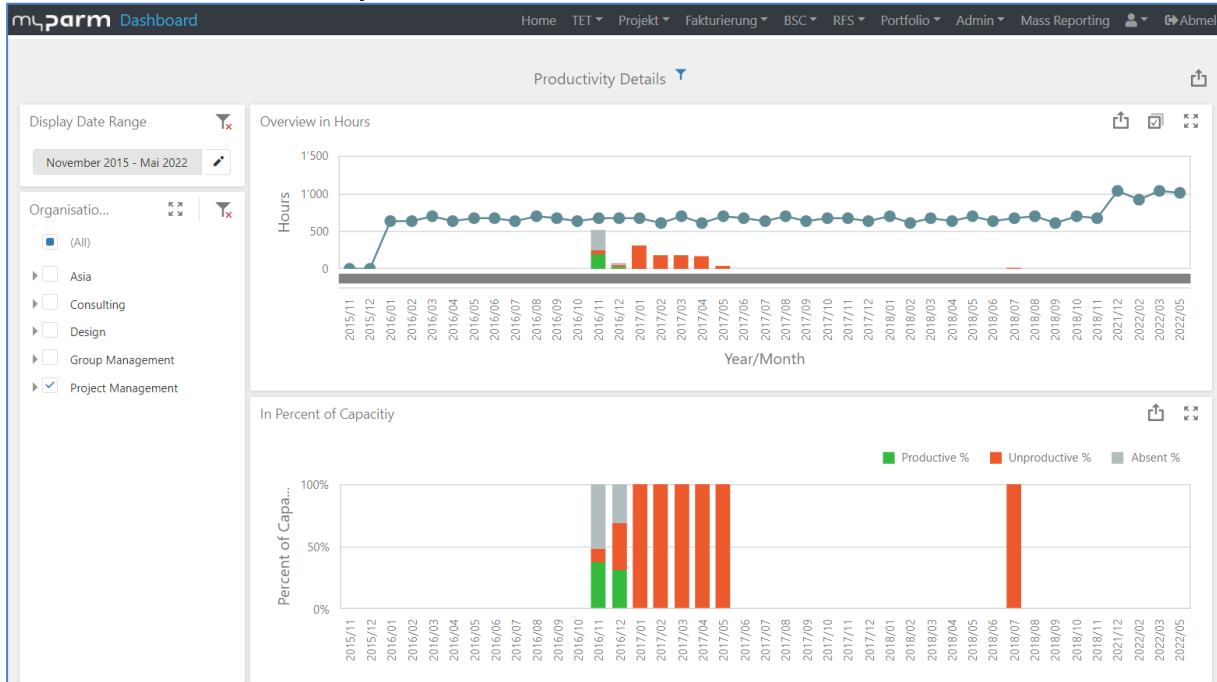 myparm Dashboard Home TET Projekt Fakturierung BSC RFS Portfolio Admin Mass Reporting Abmel
Productivity Details
Display Date Range
November 2015 - Mai 2022
Organisatio...
(All)
Asia
Consulting
Design
Group Management
Project Management
Overview in Hours
Hours
1'500
1'000
500
0
2015/11 2015/12 2016/01 2016/02 2016/03 2016/04 2016/05 2016/06 2016/07 2016/08 2016/09 2016/10 2016/11 2016/12 2017/01 2017/02 2017/03 2017/04 2017/05 2017/06 2017/07 2017/08 2017/09 2017/10 2017/11 2017/12 2018/01 2018/02 2018/03 2018/04 2018/05 2018/06 2018/07 2018/08 2018/09 2018/10 2018/11 2021/12 2022/02 2022/03 2022/05
Year/Month
In Percent of Capacitiy
Productive % Unproductive % Absent %
Percent of Capa...
100%
50%
0%
2015/11 2015/12 2016/01 2016/02 2016/03 2016/04 2016/05 2016/06 2016/07 2016/08 2016/09 2016/10 2016/11 2016/12 2017/01 2017/02 2017/03 2017/04 2017/05 2017/06 2017/07 2017/08 2017/09 2017/10 2017/11 2017/12 2018/01 2018/02 2018/03 2018/04 2018/05 2018/06 2018/07 2018/08 2018/09 2018/10 2018/11 2021/12 2022/02 2022/03 2022/05